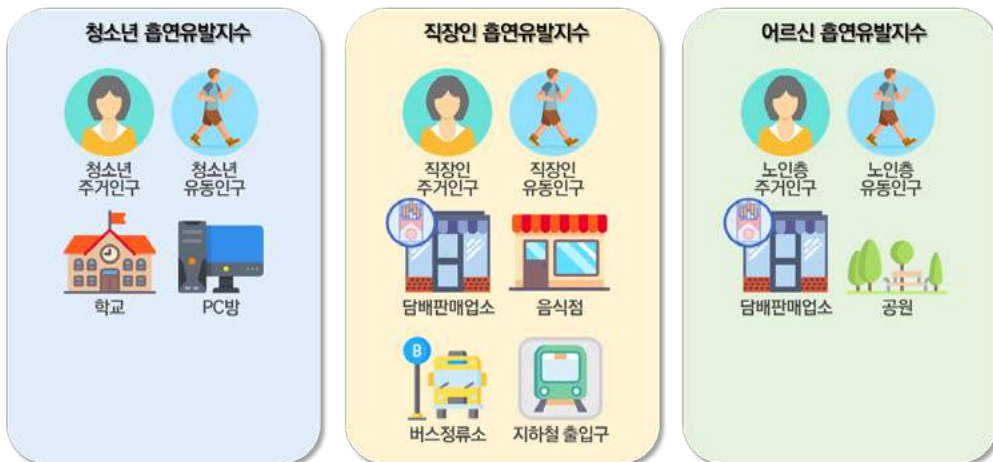 청소년 흡연유발지수
청소년
주거인구
청소년
유동인구
학교
PC방
직장인 흡연유발지수
직장인
주거인구
직장인
유동인구
담배판매업소
음식점
B
버스정류소
지하철 출입구
어르신 흡연유발지수
노인층
주거인구
노인층
유동인구
담배판매업소
공원